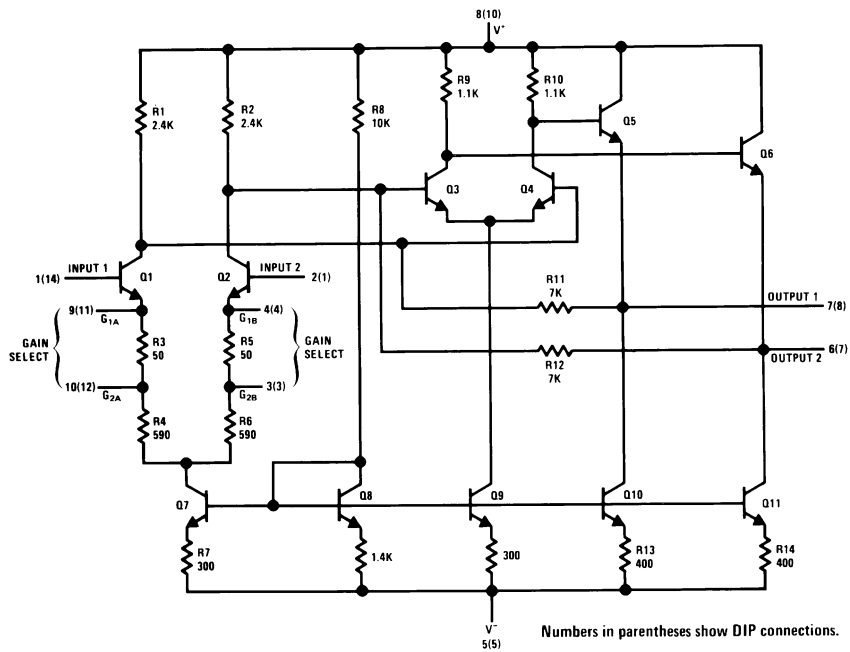 8(10)
V+
R1
2.4K
R2
2.4K
R8
10K
R9
1.1K
R10
1.1K
Q5
Q6
Q3
Q4
1(14)
INPUT 1
Q1
Q2
INPUT 2
2(1)
9(11)
G1A
4(4)
G1B
GAIN
SELECT
R3
50
R5
50
GAIN
SELECT
10(12)
G2A
3(3)
G2B
R4
590
R6
590
R11
7K
OUTPUT 1
7(8)
R12
7K
6(7)
OUTPUT 2
Q7
Q8
Q9
Q10
Q11
R7
300
1.4K
300
R13
400
R14
400
V-
5(5)
Numbers in parentheses show DIP connections.